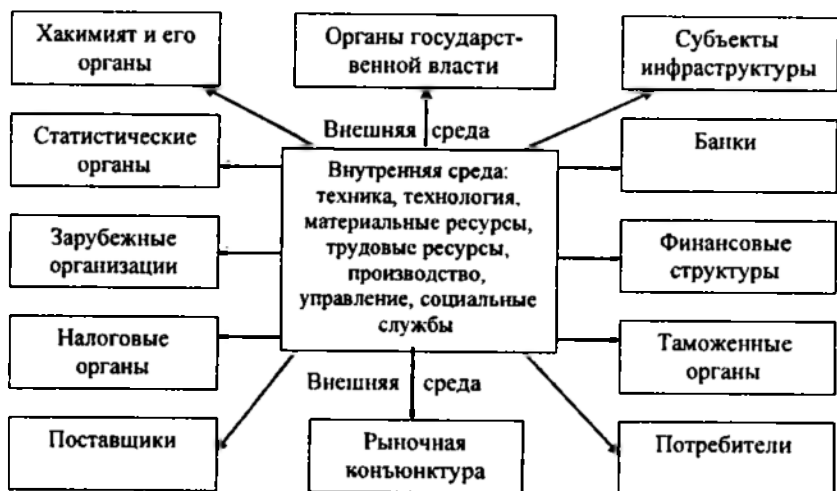 Хакимият и его
органы
Органы государст-
венной власти
Субъекты
инфраструктуры
Внешняя среда
Статистические
органы
Банки
Внутренняя среда:
техника, технология,
материальные ресурсы,
трудовые ресурсы,
производство,
управление, социальные
службы
Зарубежные
организации
Финансовые
структуры
Налоговые
органы
Таможенные
органы
Внешняя среда
Поставщики
Рыночная
конъюнктура
Потребители